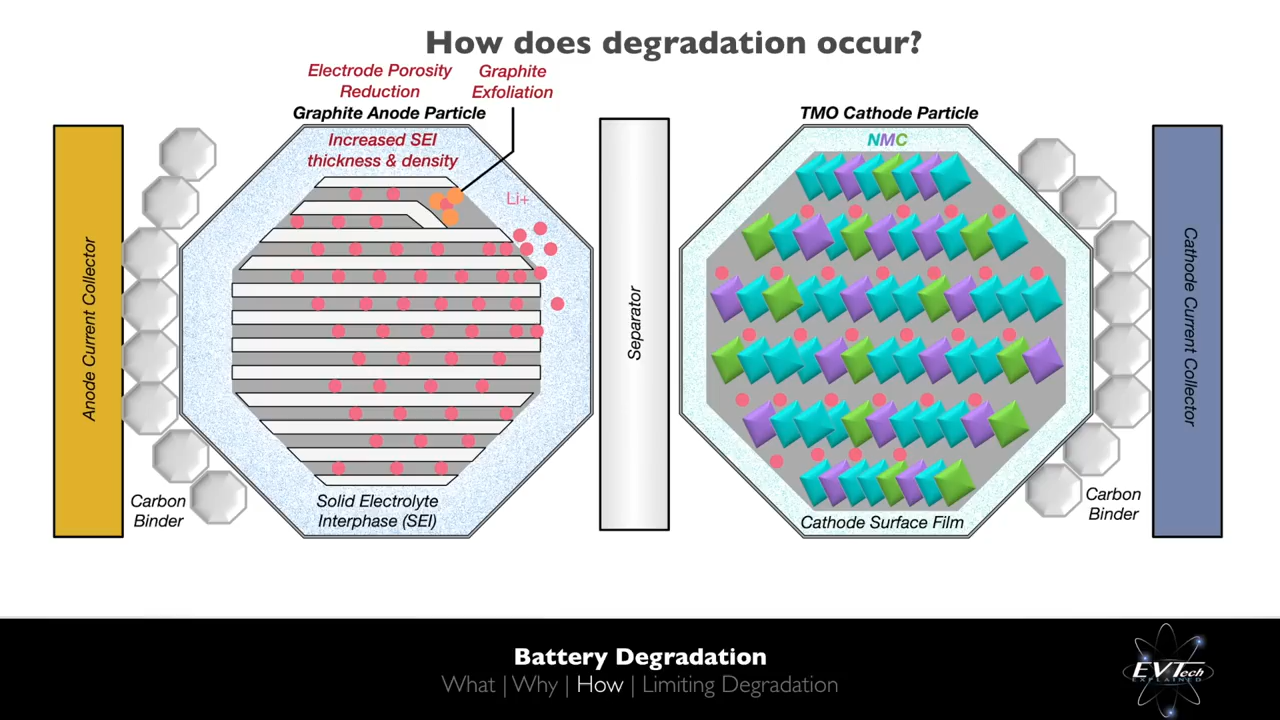 How does degradation occur?
Electrode Porosity
Reduction
Graphite
Exfoliation
Graphite Anode Particle
Increased SEI
thickness & density
Li+
Anode Current Collector
Carbon
Binder
Solid Electrolyte
Interphase (SEI)
Separator
TMO Cathode Particle
NMC
Cathode Surface Film
Carbon
Binder
Cathode Current Collector
Battery Degradation
What | Why | How | Limiting Degradation
EVTech
EXPLAINED